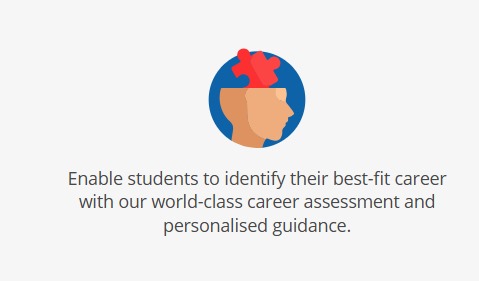 Enable students to identify their best-fit career
with our world-class career assessment and
personalised guidance.